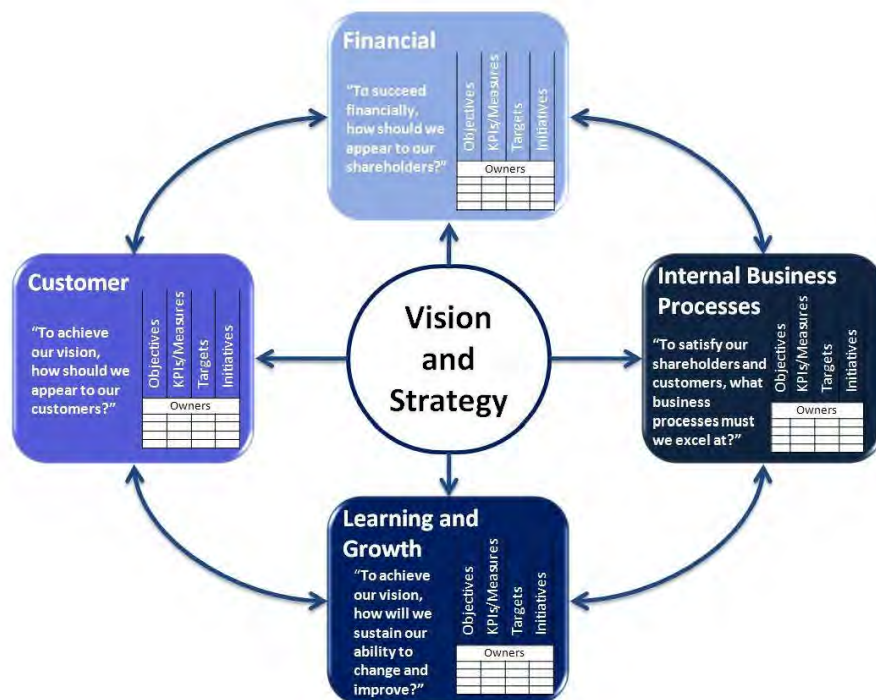 Financial
“To succeed
financially,
how should we
appear to our
shareholders?”
Objectives
KPIs/Measures
Targets
Initiatives
Owners
Customer
“To achieve
our vision,
how should we
appear to our
customers?”
Objectives
KPIs/Measures
Targets
Initiatives
Owners
Vision
and
Strategy
Internal Business
Processes
“To satisfy our
shareholders and
customers, what
business
processes must
we excel at?”
Objectives
KPIs/Measures
Targets
Initiatives
Owners
Learning and
Growth
“To achieve
our vision,
how will we
sustain our
ability to
change and
improve?”
Objectives
KPIs/Measures
Targets
Initiatives
Owners